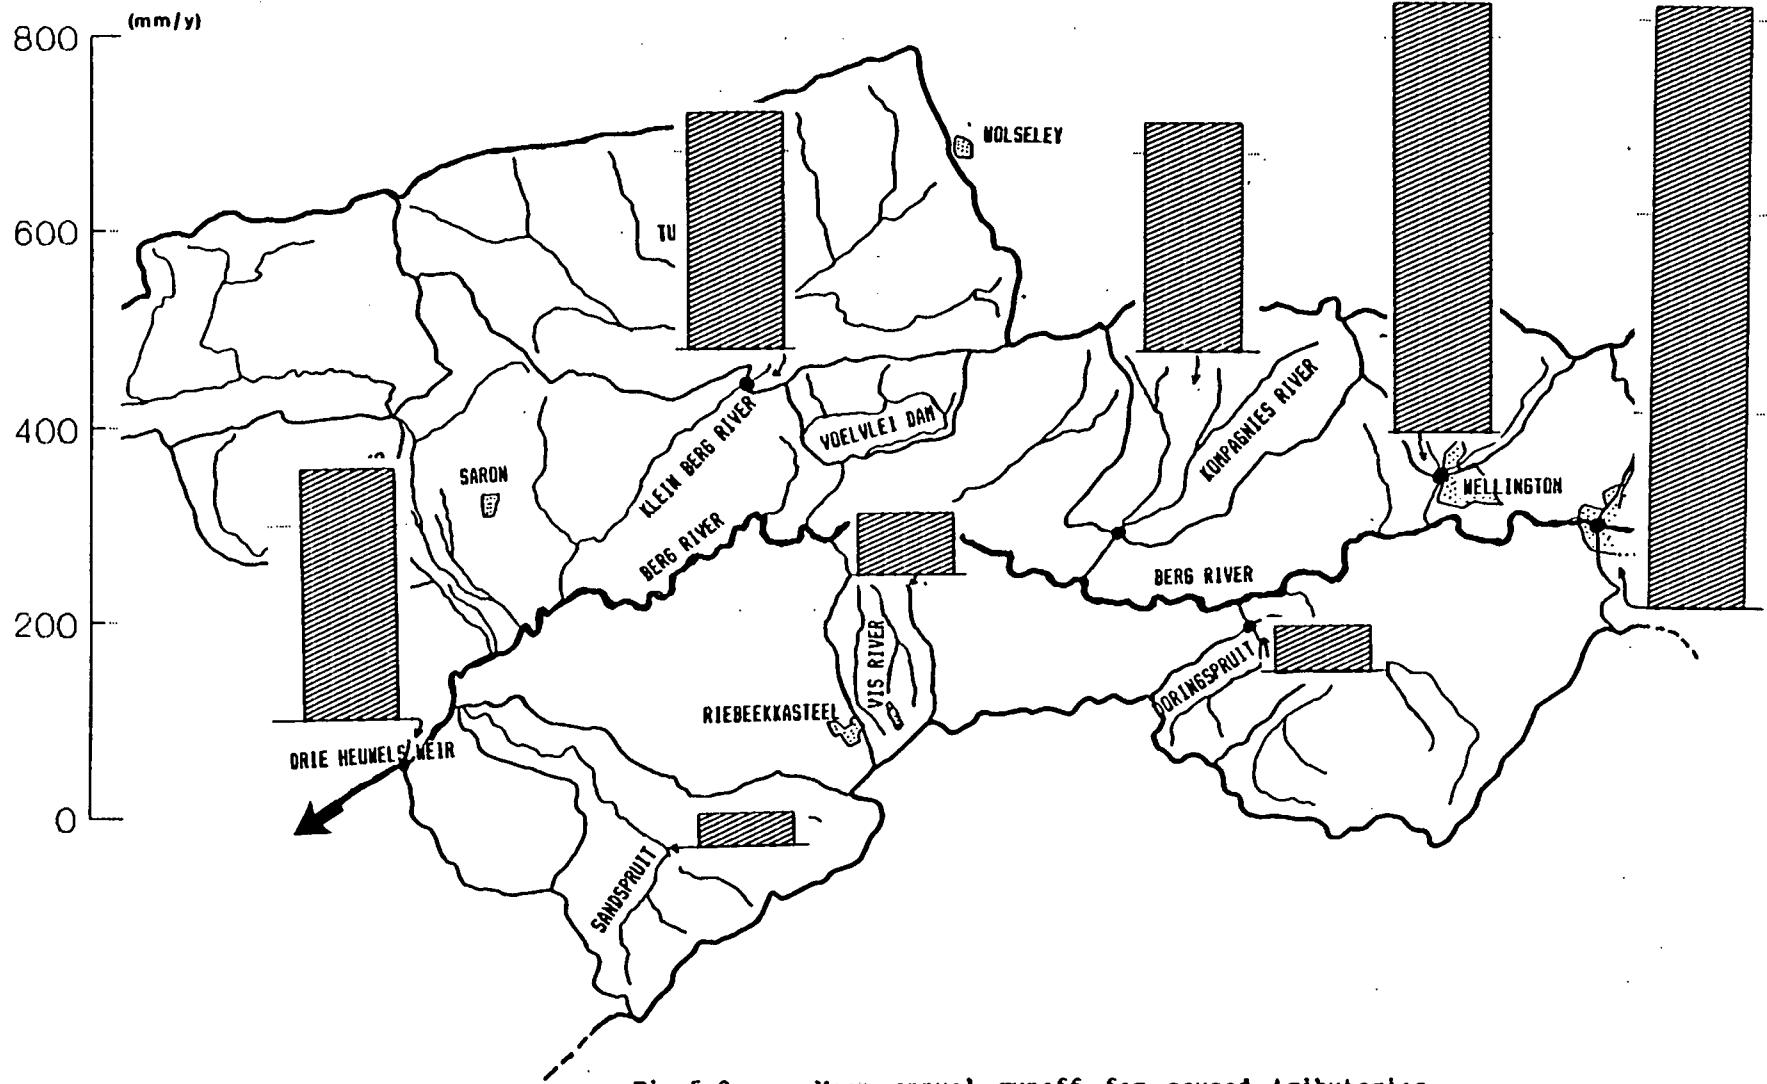 (mm/y)
800
600
400
200
0
WOLSELEY
TU
VOELVLEI DAM
KLEIN BERG RIVER
BERG RIVER
SARON
KOMPAGNIES RIVER
WELLINGTON
BERG RIVER
VIS RIVER
DORINGSPRUIT
RIEBEEKKASTEEL
DRIE HEUWELS WEIR
SANDSPRUIT
annual runoff for gauged tributaries